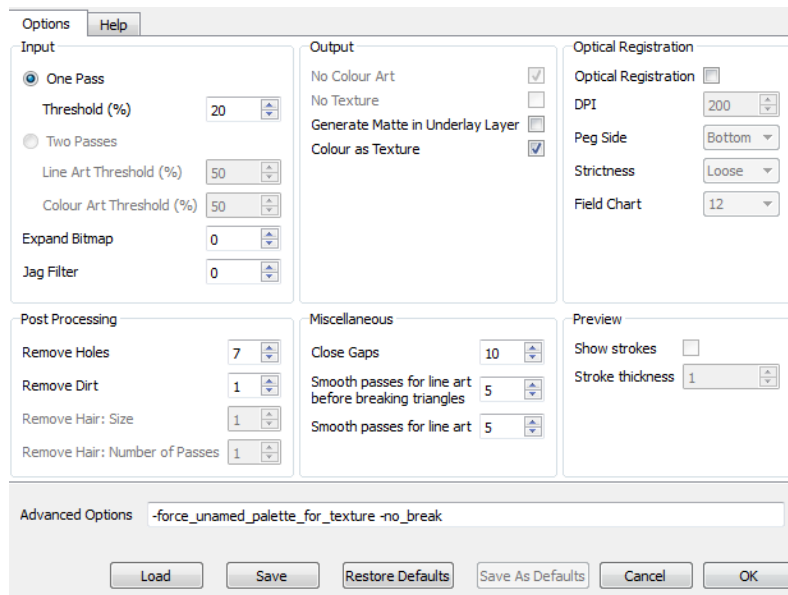 Options Help
Input
One Pass
Threshold (%) 20
Two Passes
Line Art Threshold (%) 50
Colour Art Threshold (%) 50
Expand Bitmap 0
Jag Filter 0
Output
No Colour Art
No Texture
Generate Matte in Underlay Layer
Colour as Texture
Optical Registration
Optical Registration
DPI 200
Peg Side Bottom
Strictness Loose
Field Chart 12
Post Processing
Remove Holes 7
Remove Dirt 1
Remove Hair: Size 1
Remove Hair: Number of Passes 1
Miscellaneous
Close Gaps 10
Smooth passes for line art
before breaking triangles 5
Smooth passes for line art 5
Preview
Show strokes
Stroke thickness 1
Advanced Options -force_unamed_palette_for_texture -no_break
Load Save Restore Defaults Save As Defaults Cancel OK